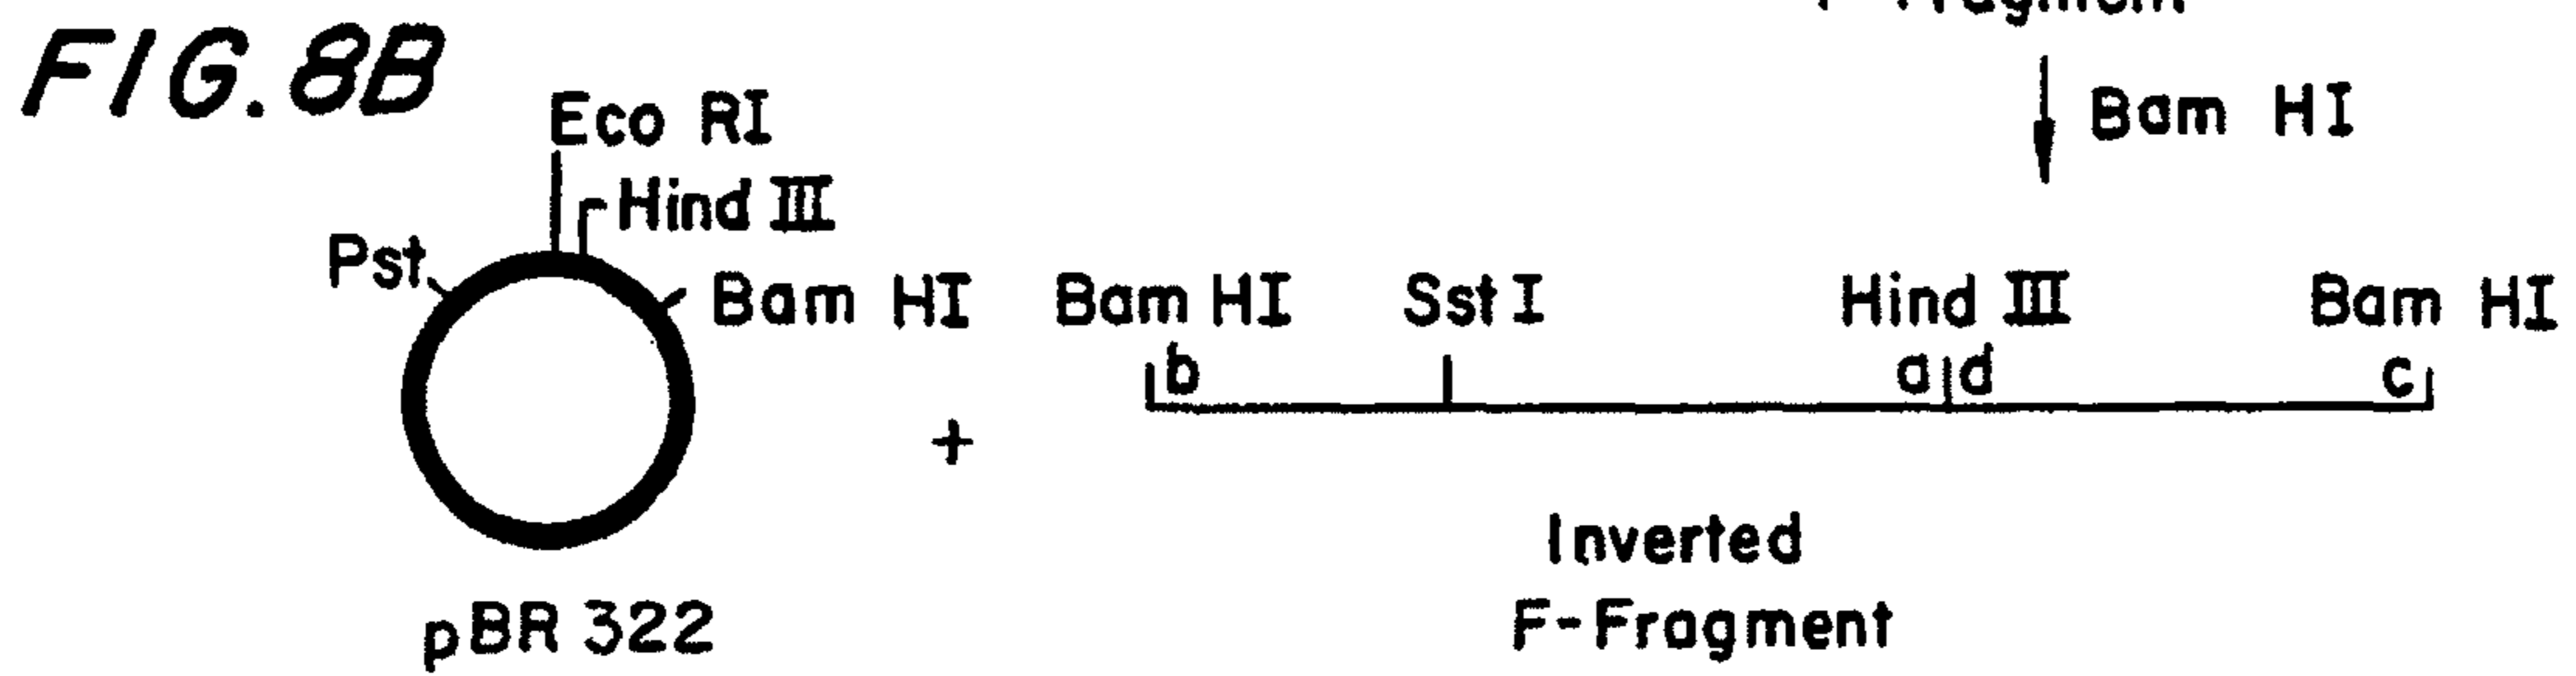 F-Fragment
FIG. 8B
Bam HI
Eco RI
Hind III
Pst
Bam HI
Bam HI
Sst I
Hind III
Bam HI
b
a
d
c
+
Inverted
F-Fragment
pBR 322